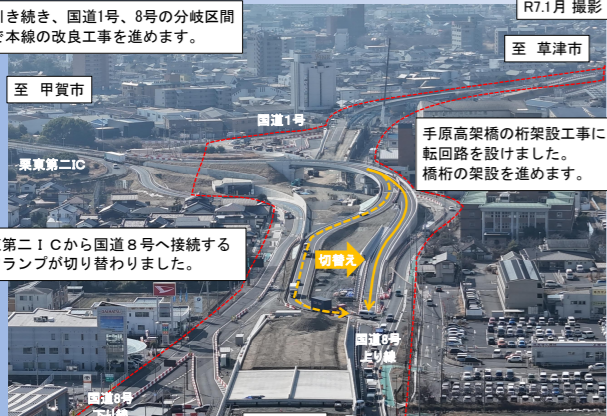 き続き、国道1号、8号の分岐区間
本線の改良工事を進めます。
R7.1月 撮影
至 草津市
至 甲賀市
国道1号
手原高架橋の桁架設工事に
転回路を設けました。
橋桁の架設を進めます。
栗東第二IC
第二ICから国道8号へ接続する
ランプが切り替わりました。
切替え
国道8号
上り線
国道8号
下り線